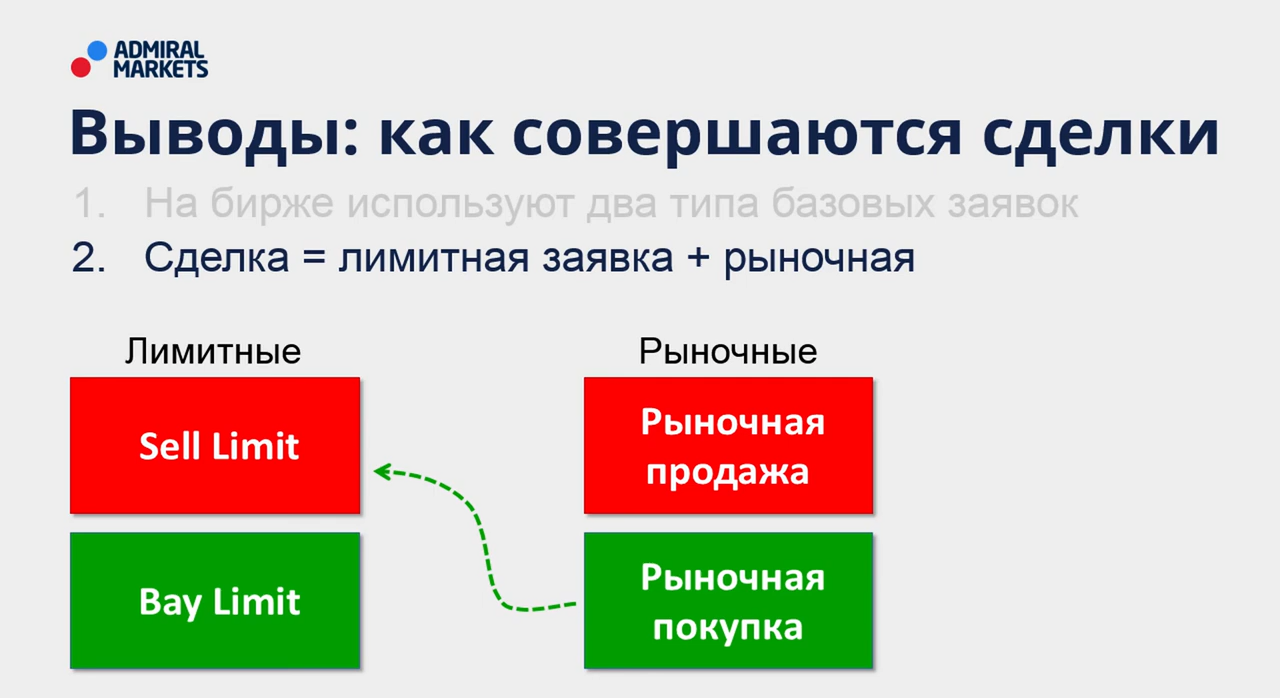 ADMIRAL
MARKETS
Выводы: как совершаются сделки
1. На бирже используют два типа базовых заявок
2. Сделка = лимитная заявка + рыночная
Лимитные
Рыночные
Sell Limit
Рыночная
продажа
Bay Limit
Рыночная
покупка